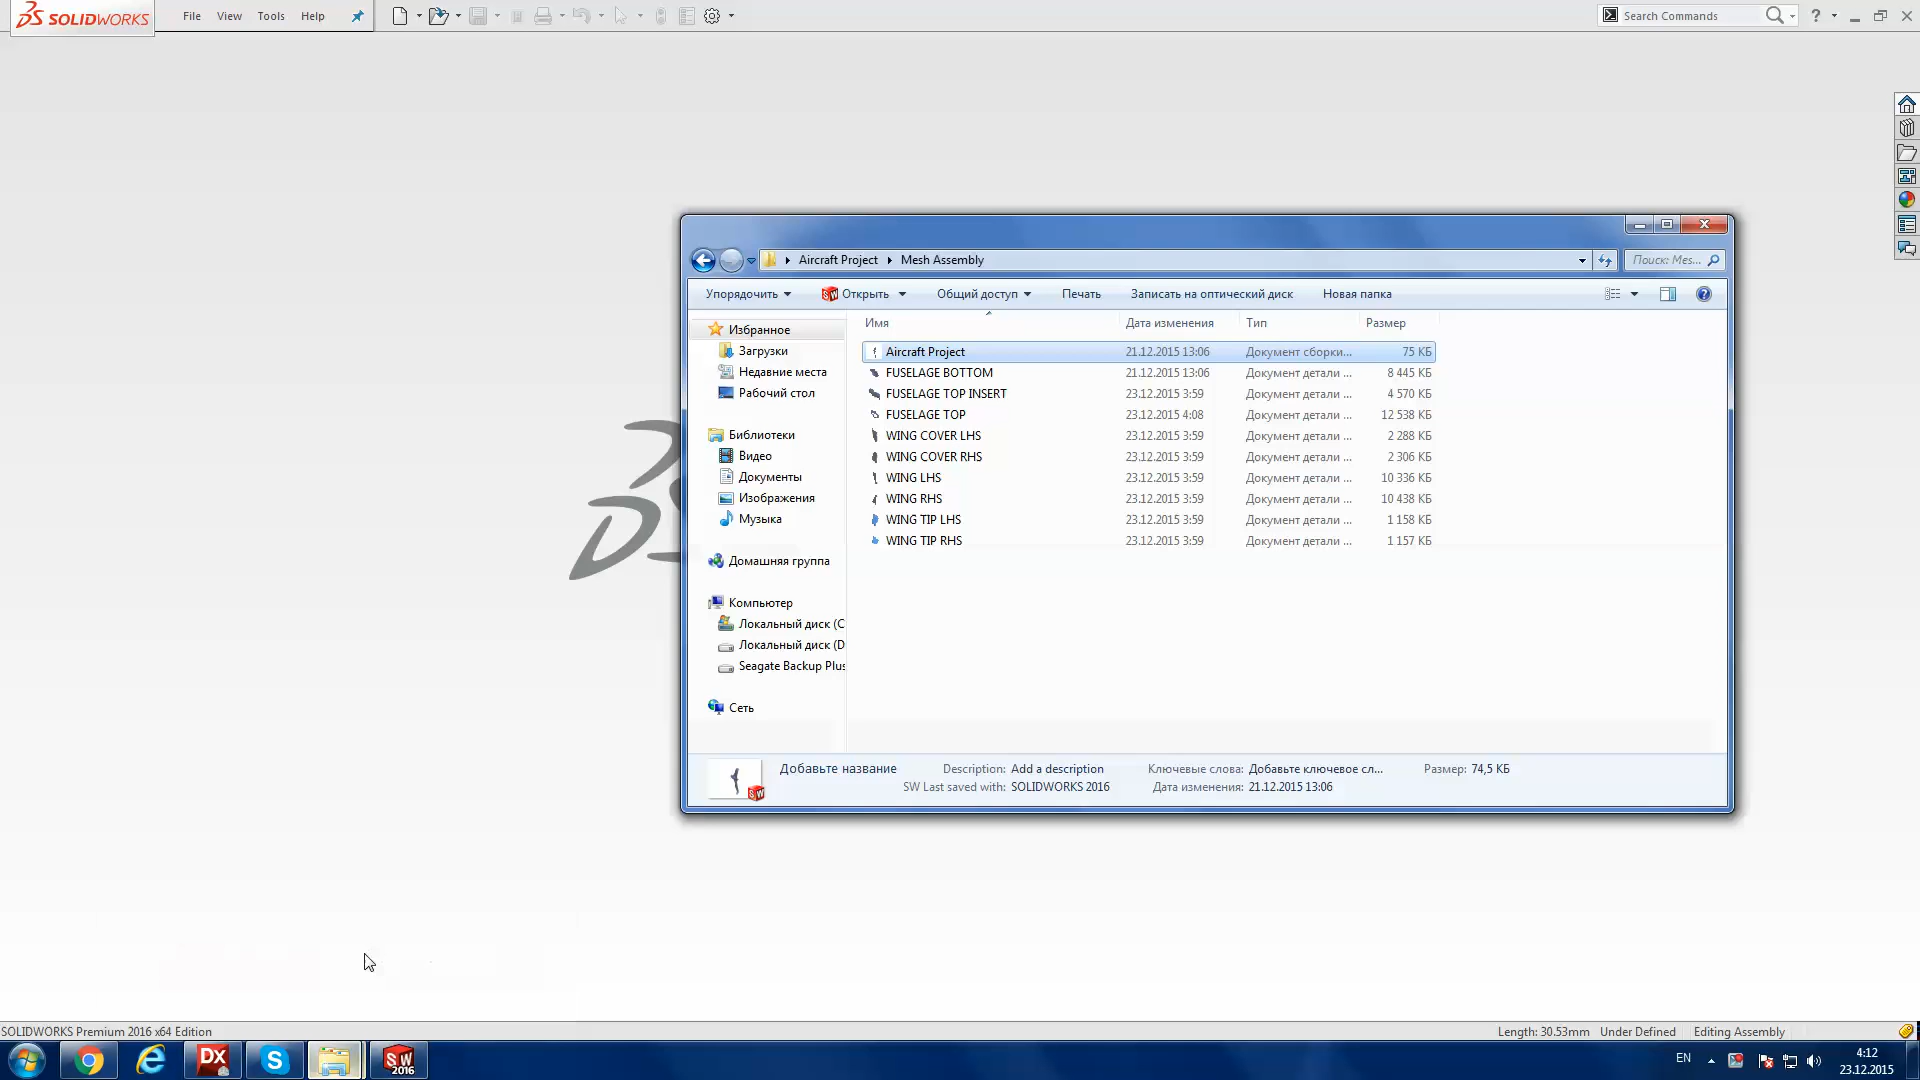 SOLIDWORKS File View Tools Help Search Commands ?
Aircraft Project Mesh Assembly Поиск: Mes...
Упорядочить Открыть Общий доступ Печать Записать на оптический диск Новая папка
Имя Дата изменения Тип Размер
Избранное
Загрузки
Недавние места
Рабочий стол
Библиотеки
Видео
Документы
Изображения
Музыка
Домашняя группа
Компьютер
Локальный диск (C
Локальный диск (D
Seagate Backup Plus
Сеть
Aircraft Project 21.12.2015 13:06 Документ сборки... 75 КБ
FUSELAGE BOTTOM 21.12.2015 13:06 Документ детали ... 8 445 КБ
FUSELAGE TOP INSERT 23.12.2015 3:59 Документ детали ... 4 570 КБ
FUSELAGE TOP 23.12.2015 4:08 Документ детали ... 12 538 КБ
WING COVER LHS 23.12.2015 3:59 Документ детали ... 2 288 КБ
WING COVER RHS 23.12.2015 3:59 Документ детали ... 2 306 КБ
WING LHS 23.12.2015 3:59 Документ детали ... 10 336 КБ
WING RHS 23.12.2015 3:59 Документ детали ... 10 438 КБ
WING TIP LHS 23.12.2015 3:59 Документ детали ... 1 158 КБ
WING TIP RHS 23.12.2015 3:59 Документ детали ... 1 157 КБ
Добавьте название Description: Add a description Ключевые слова: Добавьте ключевое сл... Размер: 74,5 КБ
SW Last saved with: SOLIDWORKS 2016 Дата изменения: 21.12.2015 13:06
SOLIDWORKS Premium 2016 x64 Edition Length: 30.53mm Under Defined Editing Assembly
DX SW 2016 EN 4:12
23.12.2015